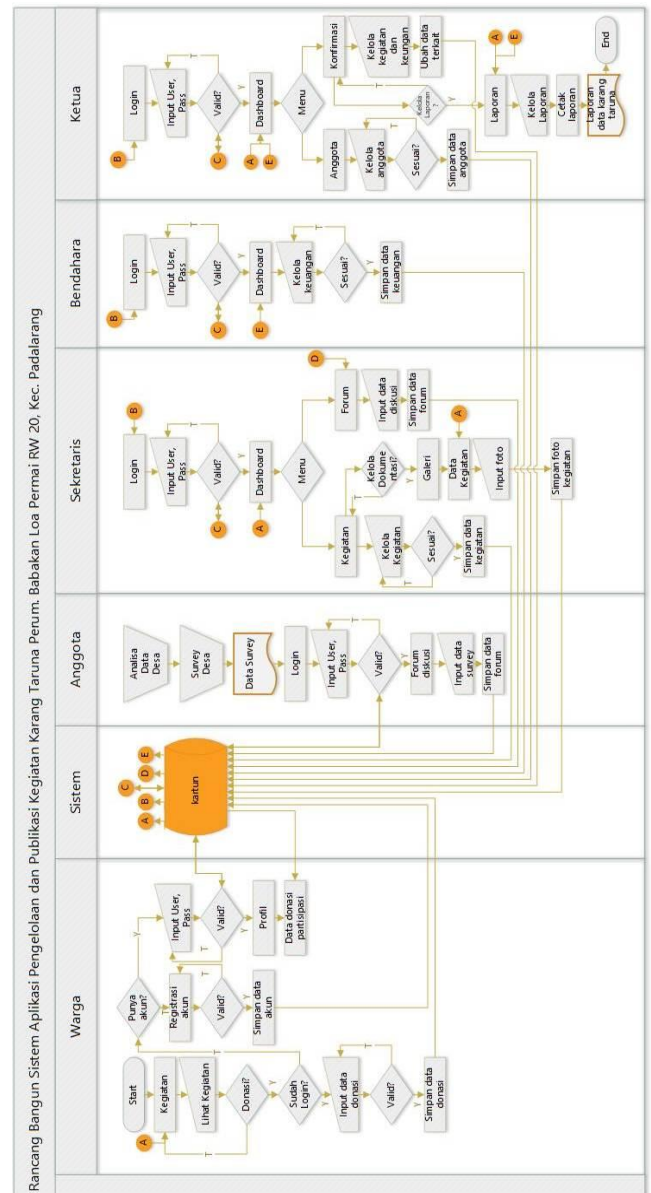 Rancang Bangun Sistem Aplikasi Pengelolaan dan Publikasi Kegiatan Karang Taruna Perum. Babakan Loa Permai RW 20, Kec. Padalarang
Warga
Sistem
Anggota
Sekretaris
Bendahara
Ketua
Start
A
Kegiatan
Lihat Kegiatan
Donasi?
T
Y
Sudah
Login?
T
Y
Input data
donasi
Valid?
T
Y
Simpan data
donasi
Punya
akun?
Y
T
Registrasi
akun
Valid?
T
Y
Simpan data
akun
Input User,
Pass
Valid?
T
Y
Profil
Data donasi
partisipasi
A
B
C
D
E
kartun
Analisa
Data
Desa
Survey
Desa
Data Survey
Login
Input User,
Pass
Valid?
T
Y
Forum
diskusi
Input data
survey
Simpan data
forum
B
Login
Input User,
Pass
Valid?
T
Y
C
A
Dashboard
Menu
Kegiatan
Kelola
Kegiatan
Sesuai?
T
Y
Simpan data
kegiatan
Kelola
Dokume
ntasi?
T
Y
Galeri
A
Data
Kegiatan
Input foto
Simpan foto
kegiatan
D
Forum
Input data
diskusi
Simpan data
forum
B
Login
Input User,
Pass
Valid?
T
Y
C
E
Dashboard
Kelola
keuangan
Sesuai?
T
Y
Simpan data
keuangan
B
Login
Input User,
Pass
Valid?
T
Y
C
A
E
Dashboard
Menu
Anggota
Kelola
anggota
Sesuai?
T
Y
Simpan data
anggota
Konfirmasi
Kelola
kegiatan
dan
keungan
Ubah data
terkait
Kelola
Laporan
?
T
Y
A
E
Laporan
Kelola
Laporan
Cetak
laporan
Laporan
data karang
taruna
End